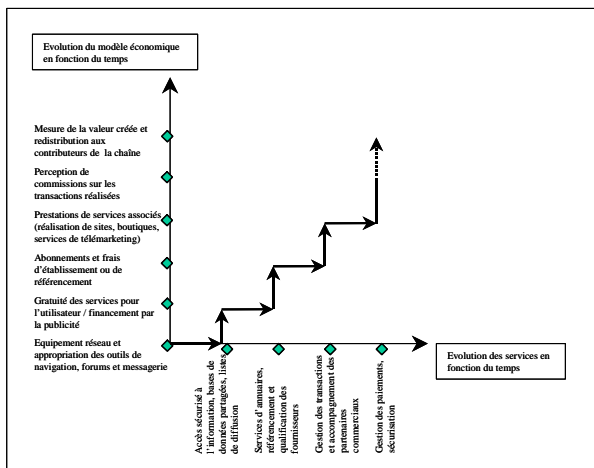 Evolution du modèle économique
en fonction du temps
Mesure de la valeur créée et
redistribution aux
contributeurs de la chaîne
Perception de
commissions sur les
transactions réalisées
Prestations de services associés
(réalisation de sites, boutiques,
services de télémarketing)
Abonnements et frais
d'établissement ou de
référencement
Gratuité des services pour
l'utilisateur / financement par
la publicité
Equipement réseau et
appropriation des outils de
navigation, forums et messagerie
Evolution des services en
fonction du temps
Accès sécurisé à
l'information, bases de
données partagées, listes
de diffusion
Services d'annuaires,
référencement et
qualification des
fournisseurs
Gestion des transactions
et accompagnement des
partenaires
commerciaux
Gestion des paiements,
sécurisation